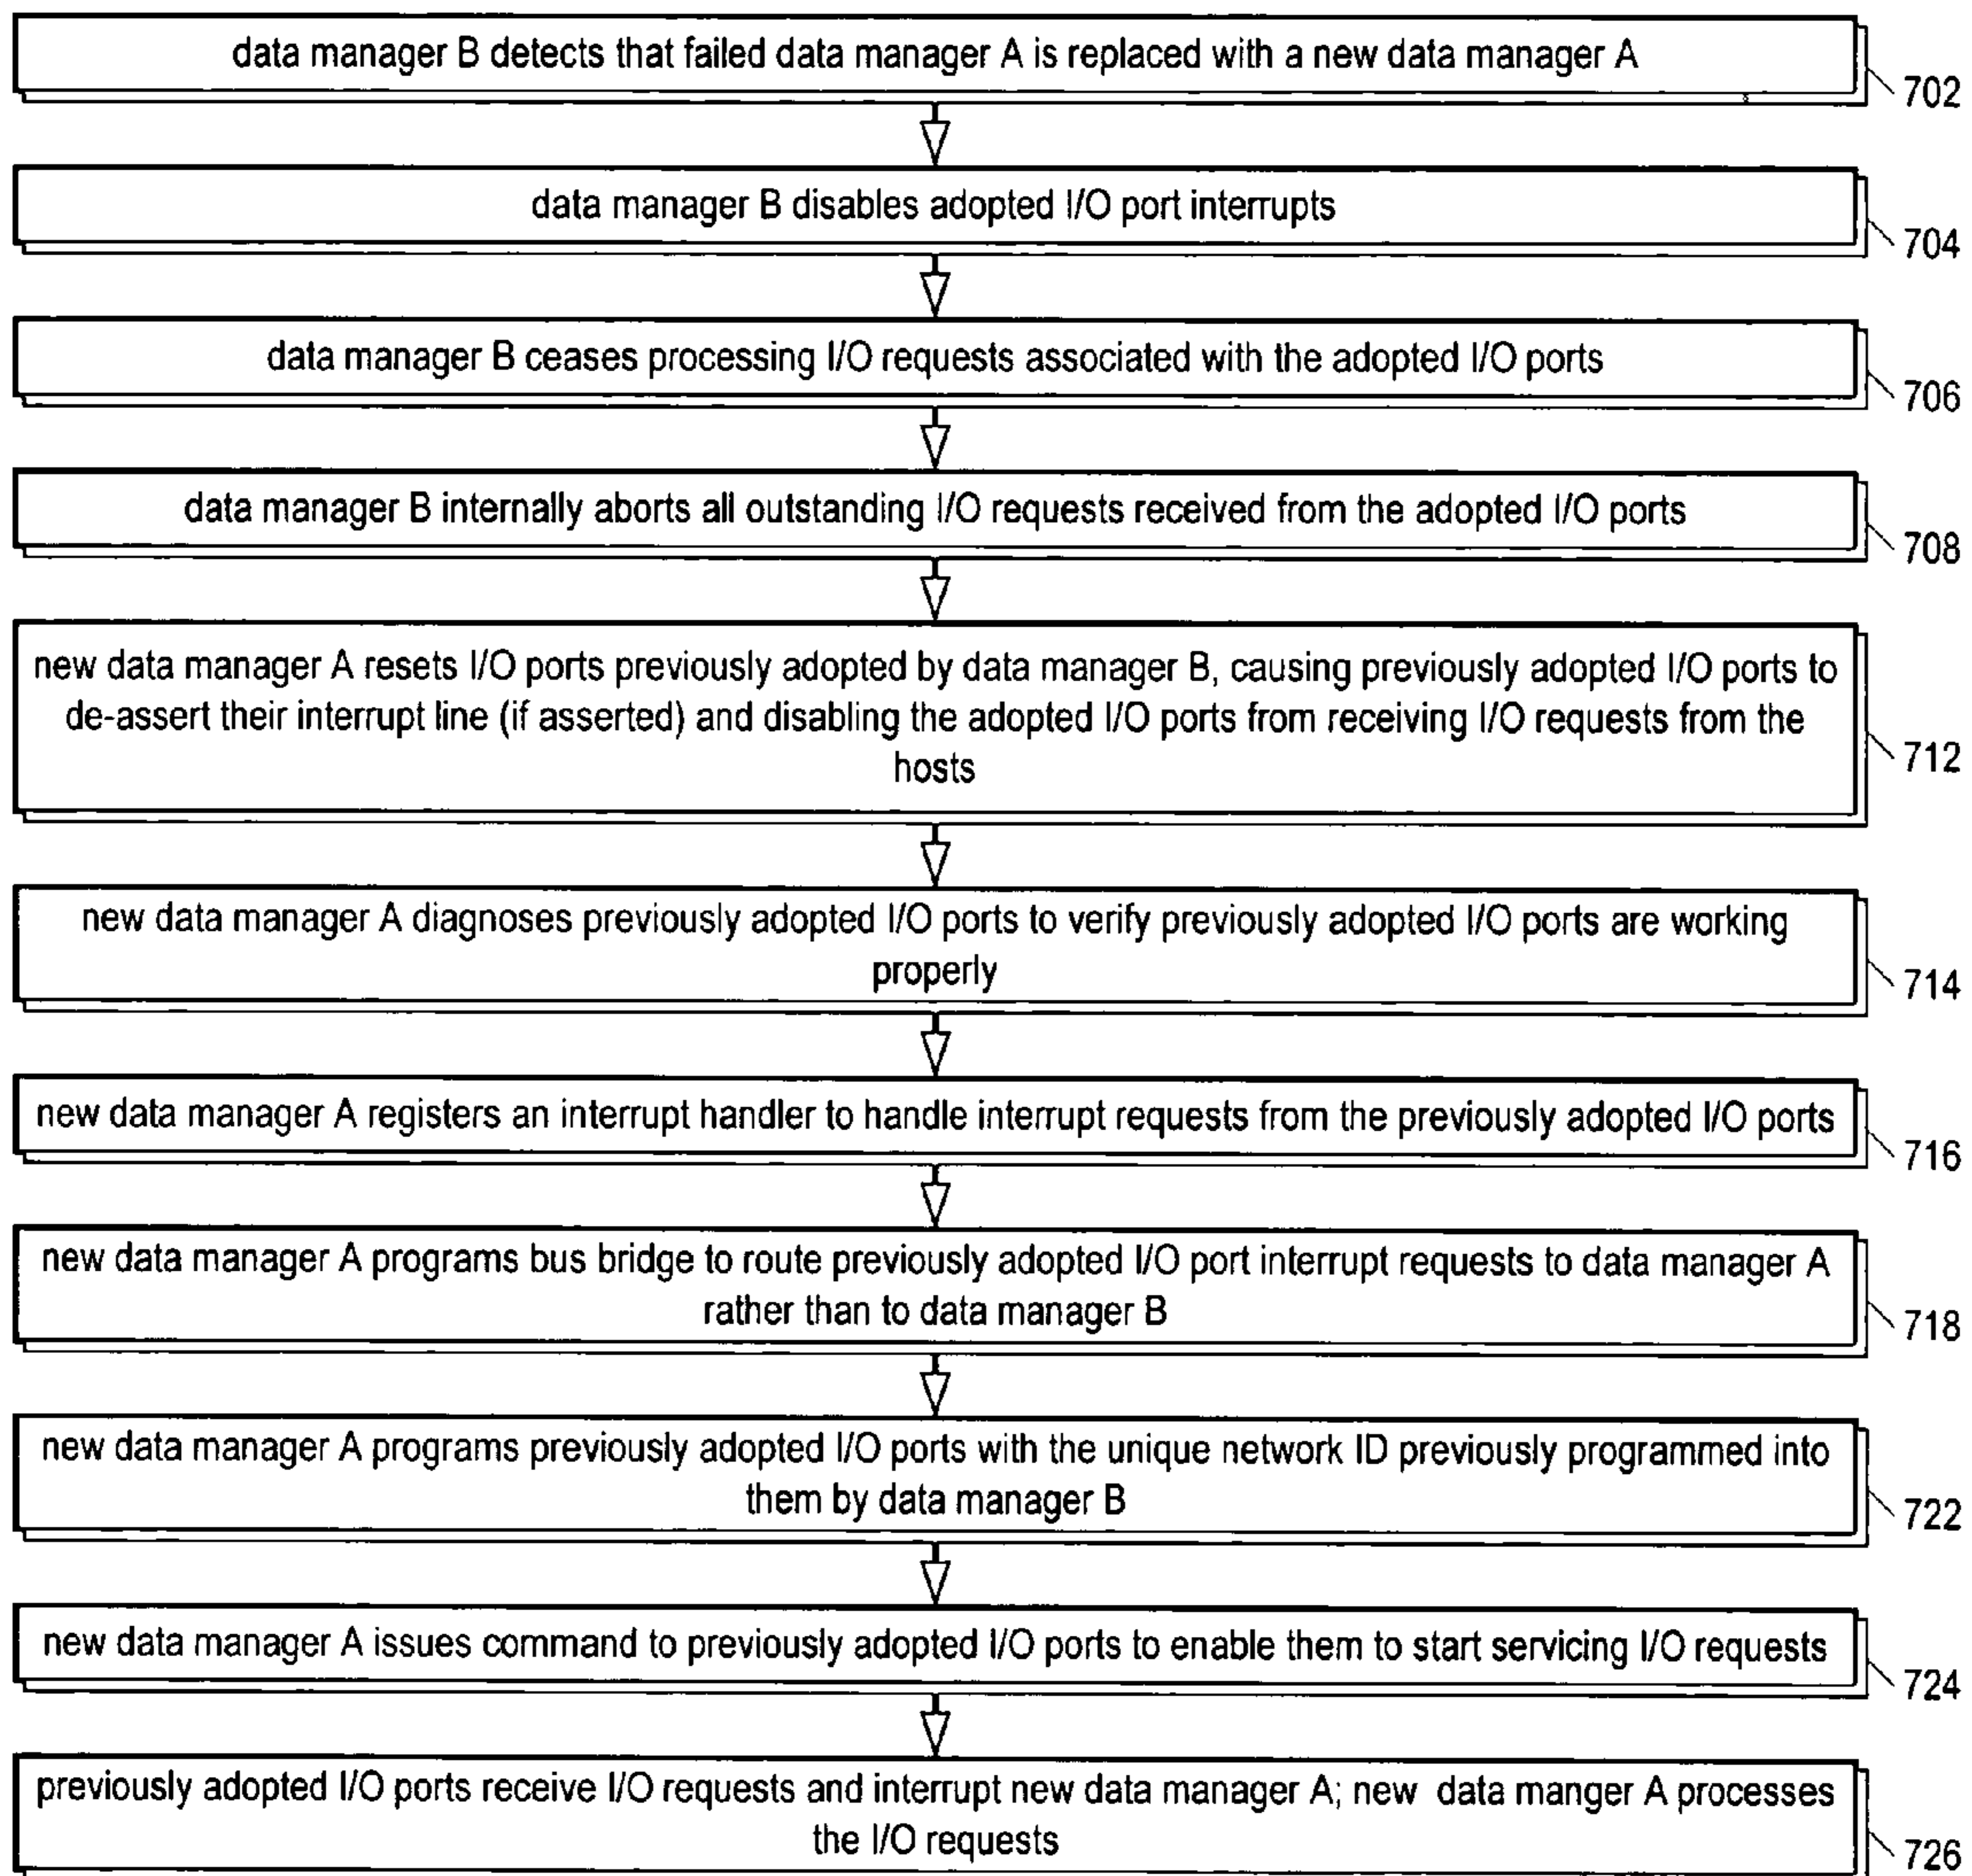 data manager B detects that failed data manager A is replaced with a new data manager A
702
data manager B disables adopted I/O port interrupts
704
data manager B ceases processing I/O requests associated with the adopted I/O ports
706
data manager B internally aborts all outstanding I/O requests received from the adopted I/O ports
708
new data manager A resets I/O ports previously adopted by data manager B, causing previously adopted I/O ports to
de-assert their interrupt line (if asserted) and disabling the adopted I/O ports from receiving I/O requests from the
hosts
712
new data manager A diagnoses previously adopted I/O ports to verify previously adopted I/O ports are working
properly
714
new data manager A registers an interrupt handler to handle interrupt requests from the previously adopted I/O ports
716
new data manager A programs bus bridge to route previously adopted I/O port interrupt requests to data manager A
rather than to data manager B
718
new data manager A programs previously adopted I/O ports with the unique network ID previously programmed into
them by data manager B
722
new data manager A issues command to previously adopted I/O ports to enable them to start servicing I/O requests
724
previously adopted I/O ports receive I/O requests and interrupt new data manager A; new data manger A processes
the I/O requests
726